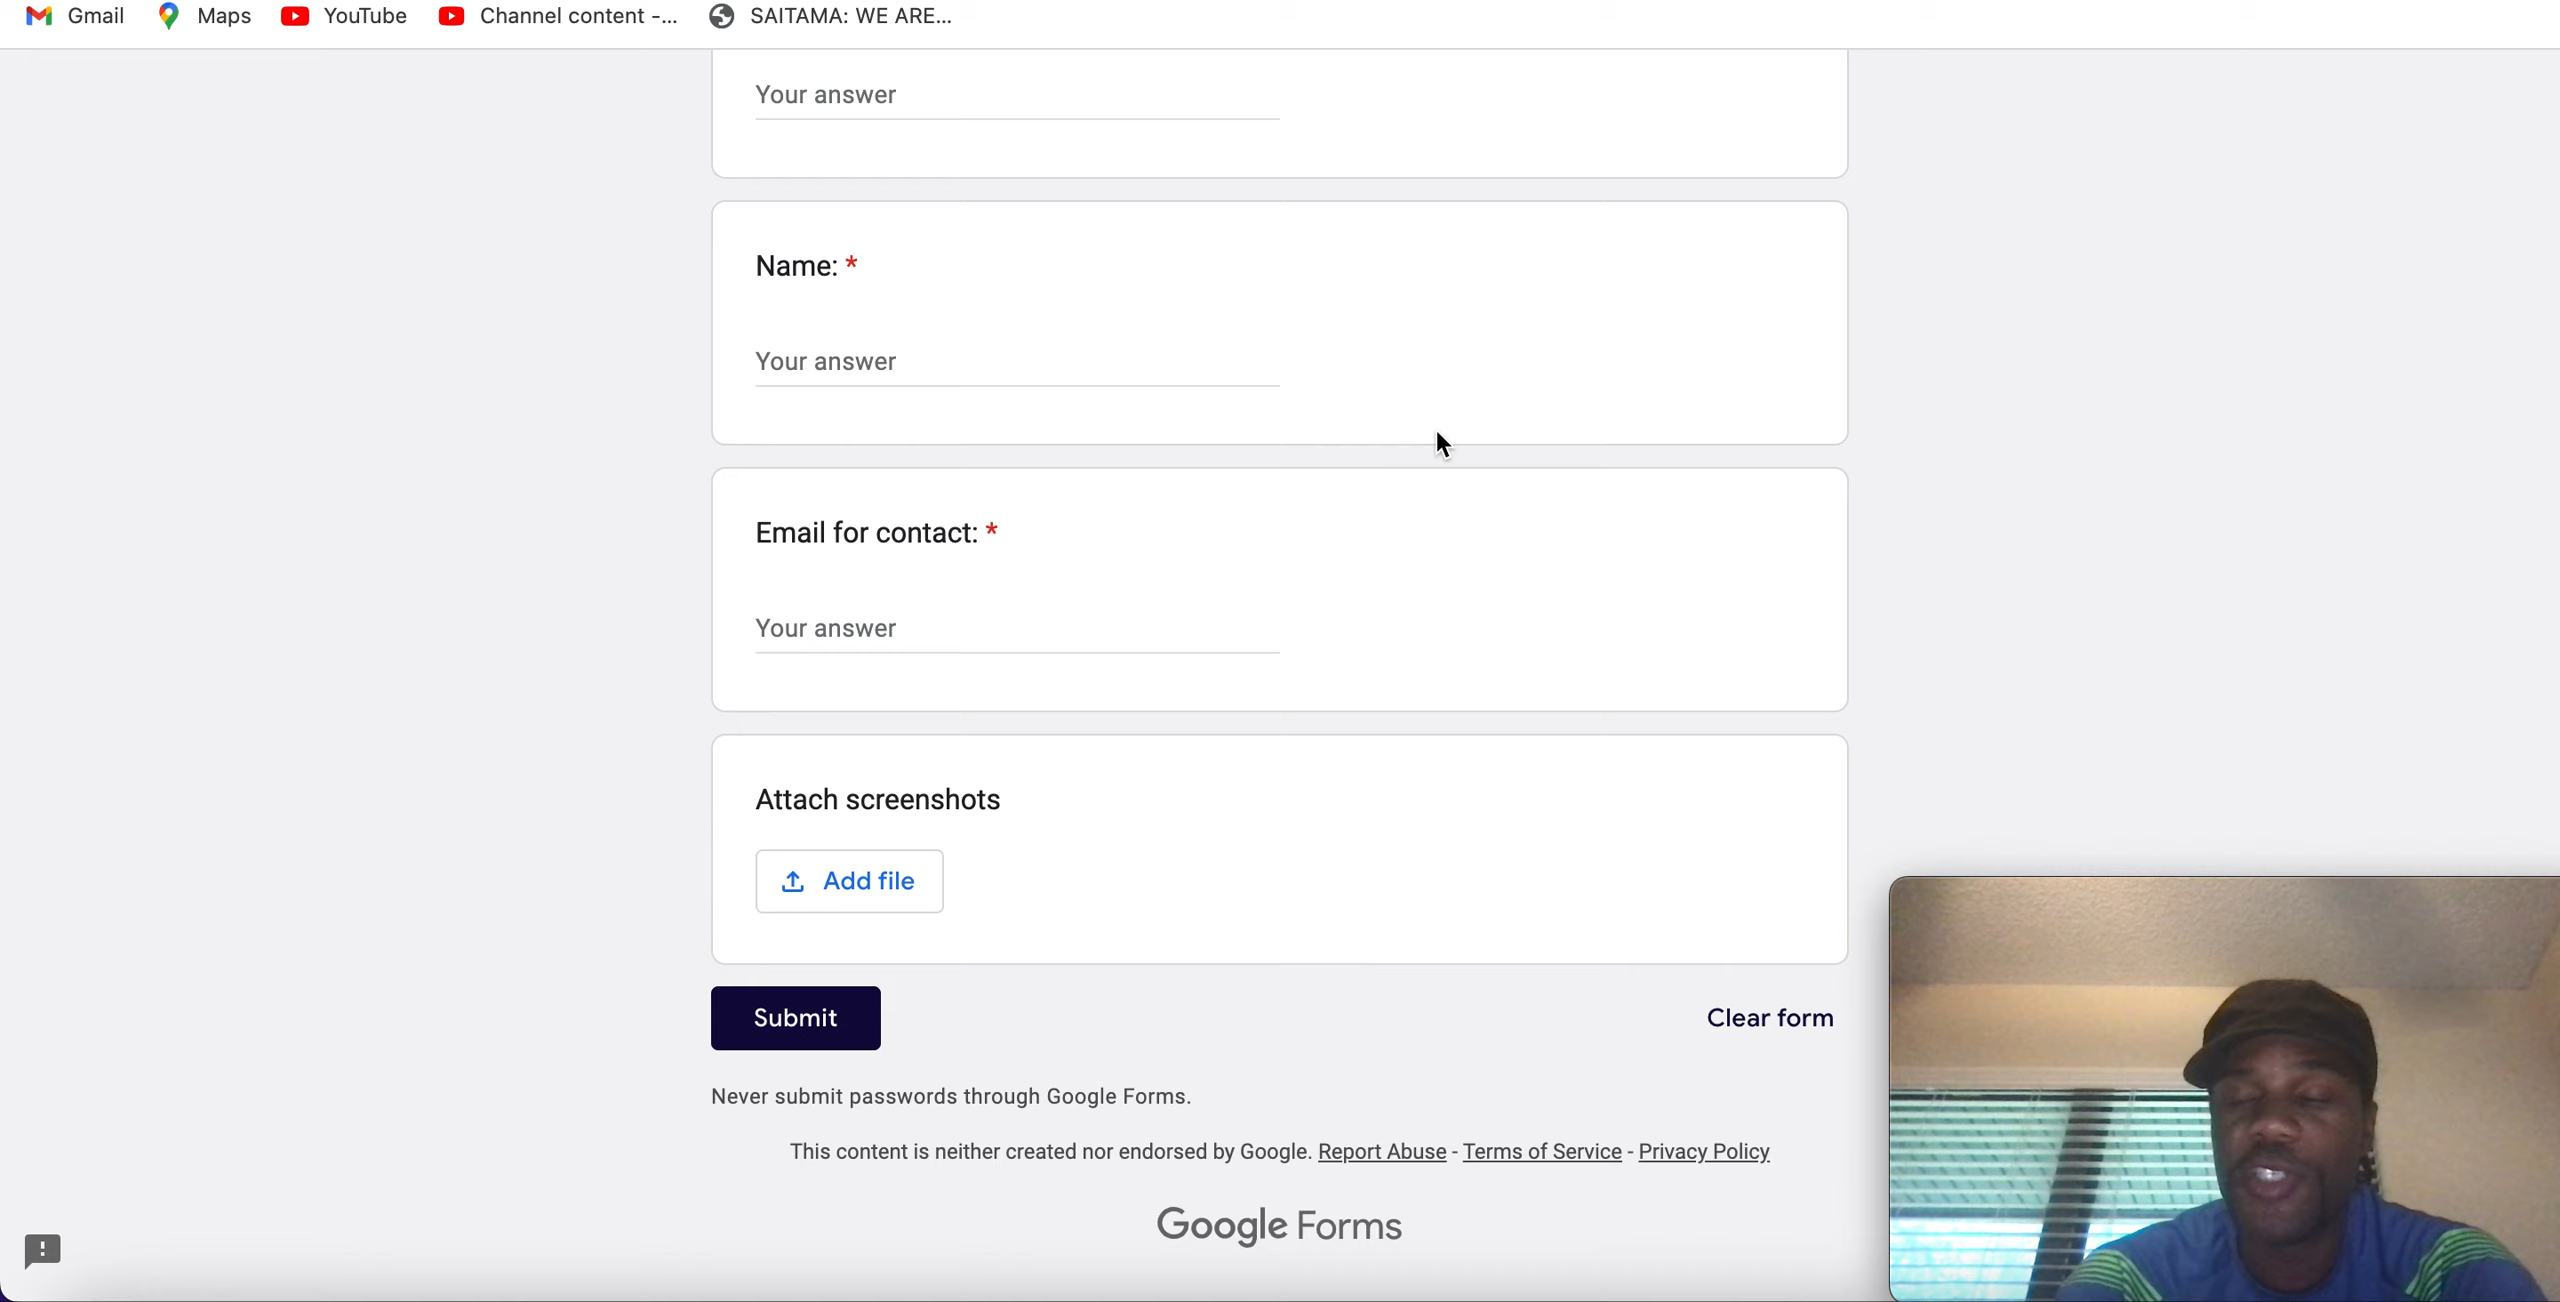 Gmail Maps YouTube Channel content -... SAITAMA: WE ARE...
Your answer
Name: *
Your answer
Email for contact: *
Your answer
Attach screenshots
Add file
Submit
Clear form
Never submit passwords through Google Forms.
This content is neither created nor endorsed by Google. Report Abuse - Terms of Service - Privacy Policy
Google Forms